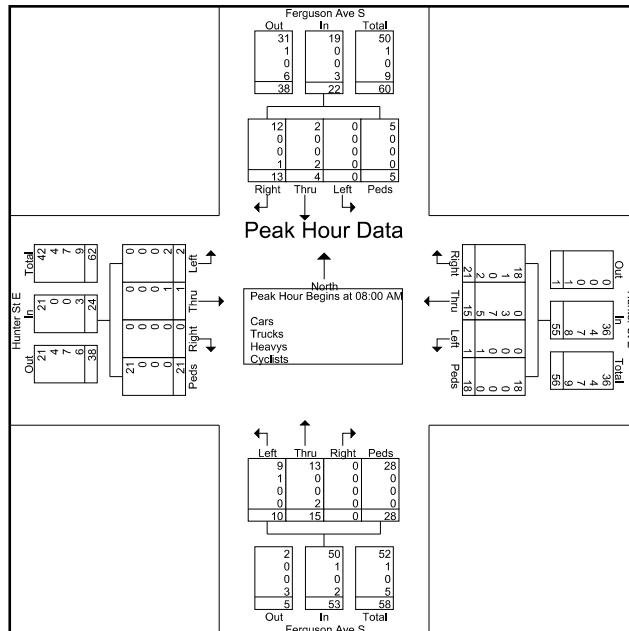 Ferguson Ave S
Out In Total
31 19 50
1 0 1
0 0 0
6 3 9
38 22 60
12 2 0 5
0 0 0 0
0 0 0 0
1 2 0 0
13 4 0 5
Right Thru Left Peds
Hunter St E
Out In Total
21 21 42
4 0 4
7 0 7
6 3 9
38 24 62
21 0 0 0
0 0 0 0
0 0 0 0
0 0 1 2
21 0 1 2
Peds Right Thru Left
Peak Hour Data
North
Peak Hour Begins at 08:00 AM
Cars
Trucks
Heavys
Cyclists
Out In Total
0 36 36
0 4 4
0 7 7
1 8 9
1 55 56
18 0 0 18
0 3 0 0
1 7 0 0
2 5 1 0
21 15 1 18
Right Thru Left Peds
Left Thru Right Peds
9 13 0 28
1 0 0 0
0 0 0 0
0 2 0 0
10 15 0 28
2 50 52
0 1 1
0 0 0
3 2 5
5 53 58
Out In Total
Ferguson Ave S